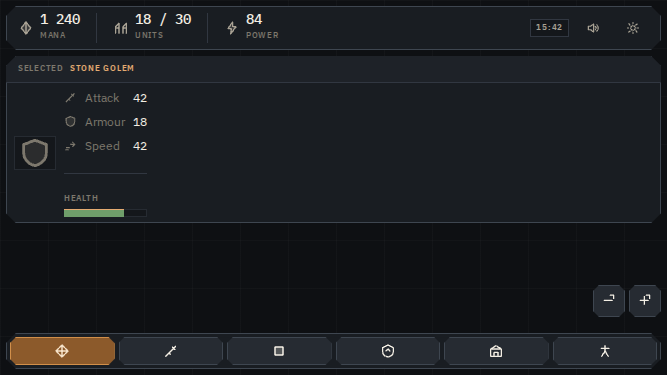 1 240
MANA
18 / 30
UNITS
84
POWER
15:42
SELECTED STONE GOLEM
Attack 42
Armour 18
Speed 42
HEALTH